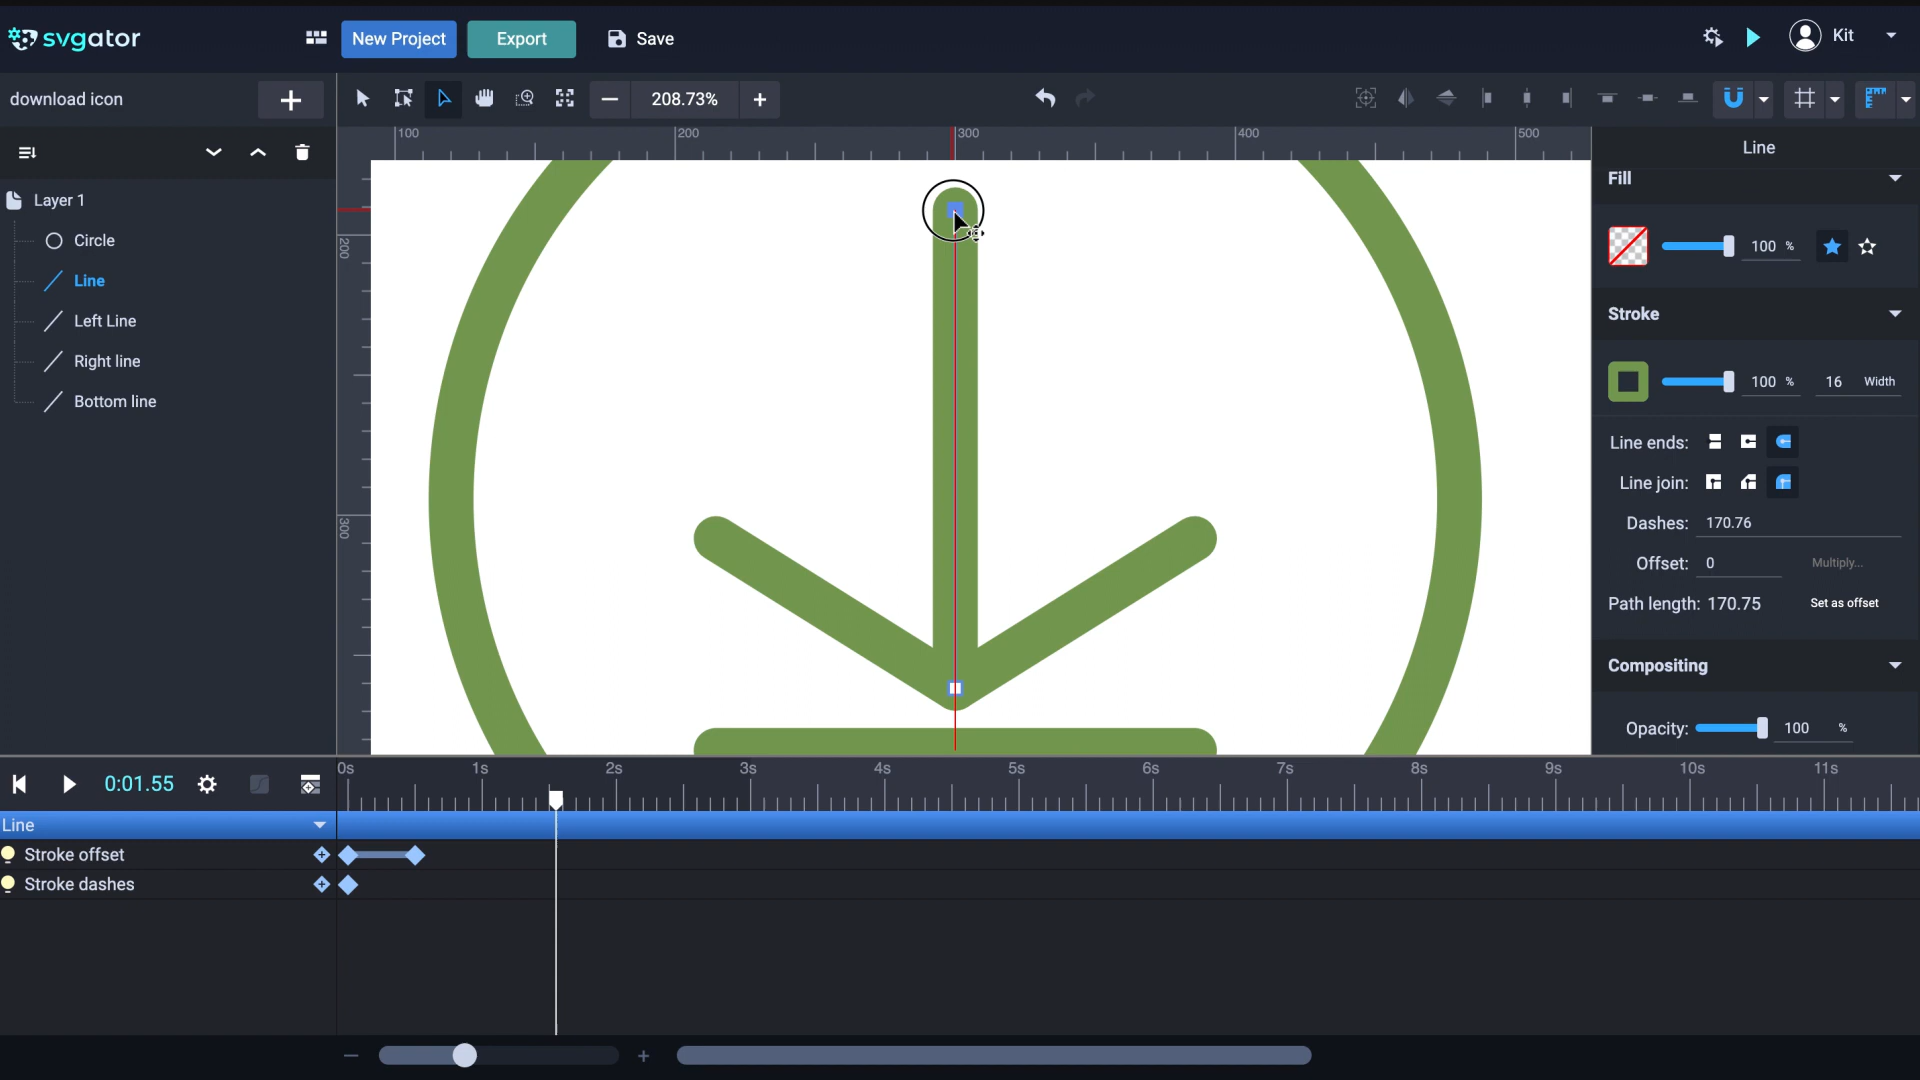 svgator
New Project
Export
Save
Kit
download icon
208.73%
100
200
300
400
500
Line
Layer 1
Circle
Line
Left Line
Right line
Bottom line
200
300
Fill
100 %
Stroke
100 %
16 Width
Line ends:
Line join:
Dashes: 170.76
Offset: 0
Multiply...
Path length: 170.75
Set as offset
Compositing
Opacity: 100 %
0:01.55
0s 1s 2s 3s 4s 5s 6s 7s 8s 9s 10s 11s
Line
Stroke offset
Stroke dashes